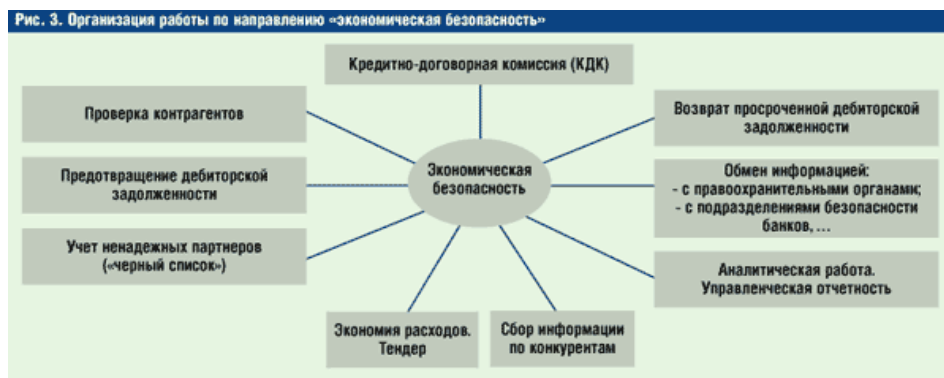 Рис. 3. Организация работы по направлению «экономическая безопасность»
Кредитно-договорная комиссия (КДК)
Проверка контрагентов
Возврат просроченной дебиторской
задолженности
Экономическая
безопасность
Предотвращение дебиторской
задолженности
Обмен информацией:
- с правоохранительными органами;
- с подразделениями безопасности
банков, ...
Учет ненадежных партнеров
(«черный список»)
Аналитическая работа.
Управленческая отчетность
Экономия расходов.
Тендер
Сбор информации
по конкурентам